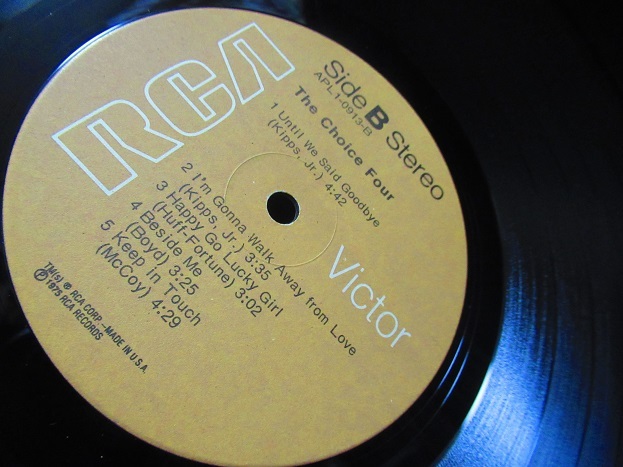 RCA
Side B Stereo
APL1-0913-B
The Choice Four
1 Until We Said Goodbye
(Kipps, Jr.) 4:42
2 I'm Gonna Walk Away from Love
(Kipps, Jr.) 3:35
3 Happy Go Lucky Girl
(Huff-Fortune) 3:02
4 Beside Me
(Boyd) 3:25
5 Keep In Touch
(McCoy) 4:29
Victor
TM(s) ® RCA CORP.—MADE IN U.S.A.
℗ 1975 RCA RECORDS